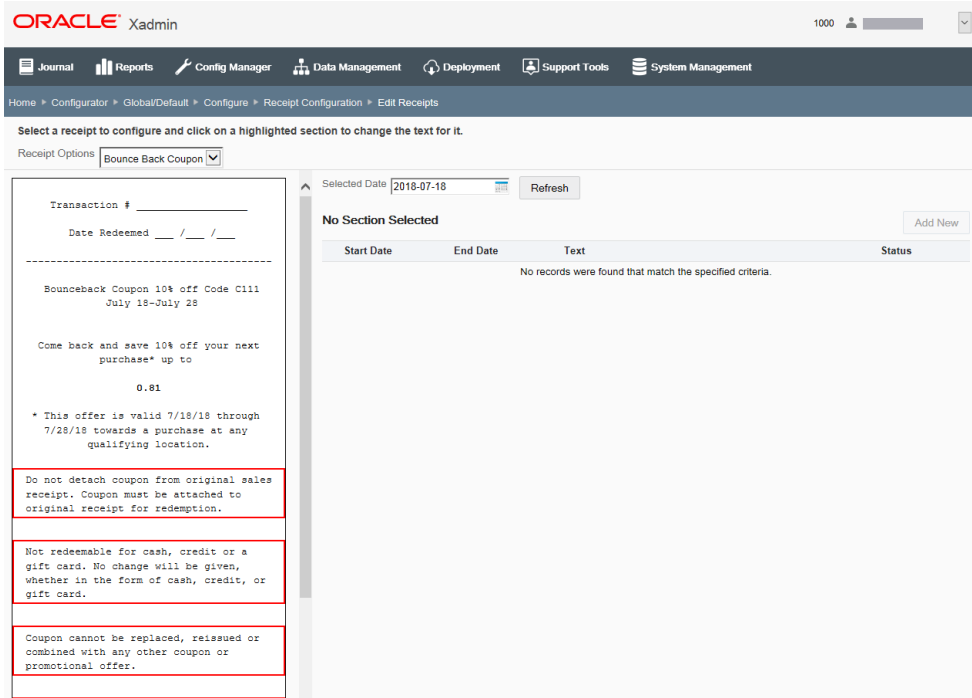 ORACLE® Xadmin
1000
Journal Reports Config Manager Data Management Deployment Support Tools System Management
Home Configurator Global/Default Configure Receipt Configuration Edit Receipts
Select a receipt to configure and click on a highlighted section to change the text for it.
Receipt Options Bounce Back Coupon
Transaction # __________________
Date Redeemed ___ /___ /___
----------------------------------------
Bounceback Coupon 10% off Code C111
July 18-July 28
Come back and save 10% off your next
purchase* up to
0.81
* This offer is valid 7/18/18 through
7/28/18 towards a purchase at any
qualifying location.
Do not detach coupon from original sales
receipt. Coupon must be attached to
original receipt for redemption.
Not redeemable for cash, credit or a
gift card. No change will be given,
whether in the form of cash, credit, or
gift card.
Coupon cannot be replaced, reissued or
combined with any other coupon or
promotional offer.
Selected Date 2018-07-18 Refresh
No Section Selected
Add New
Start Date End Date Text Status
No records were found that match the specified criteria.